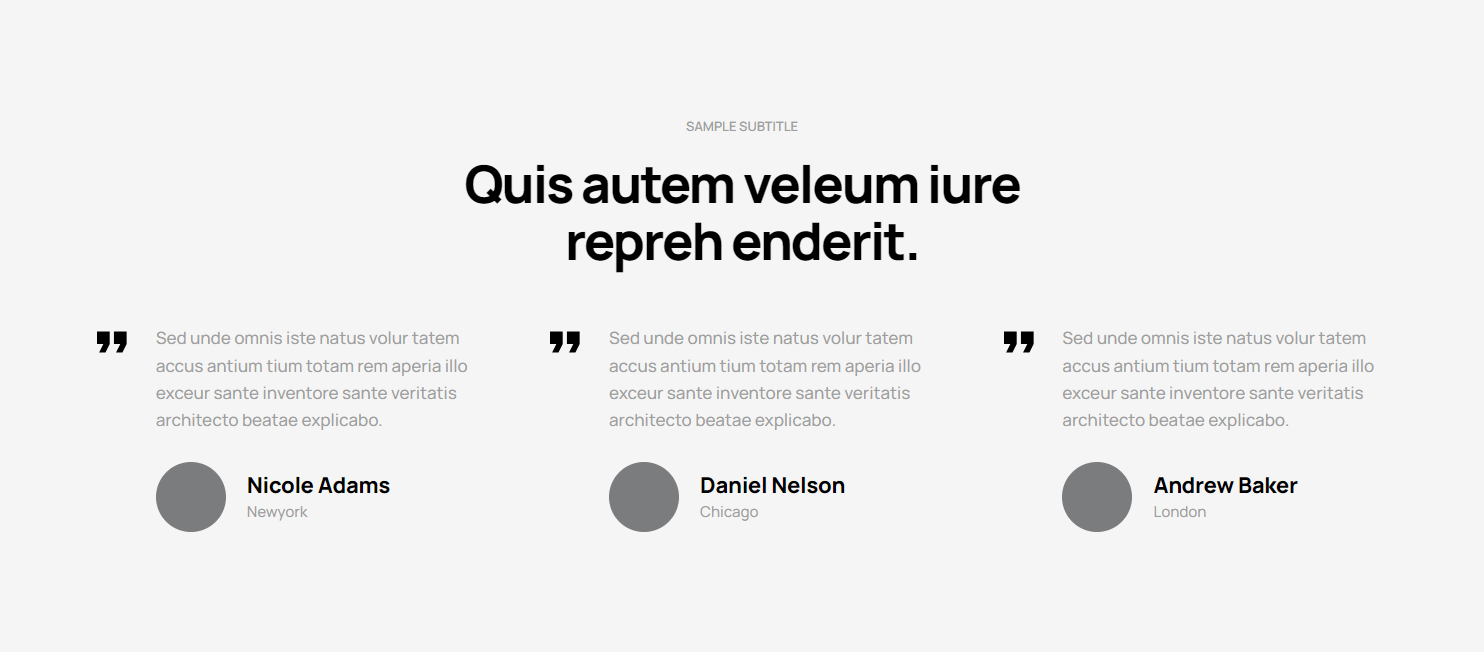 SAMPLE SUBTITLE
Quis autem veleum iure
repreh enderit.
Sed unde omnis iste natus volur tatem
accus antium tium totam rem aperia illo
exceur sante inventore sante veritatis
architecto beatae explicabo.
Nicole Adams
Newyork
Sed unde omnis iste natus volur tatem
accus antium tium totam rem aperia illo
exceur sante inventore sante veritatis
architecto beatae explicabo.
Daniel Nelson
Chicago
Sed unde omnis iste natus volur tatem
accus antium tium totam rem aperia illo
exceur sante inventore sante veritatis
architecto beatae explicabo.
Andrew Baker
London